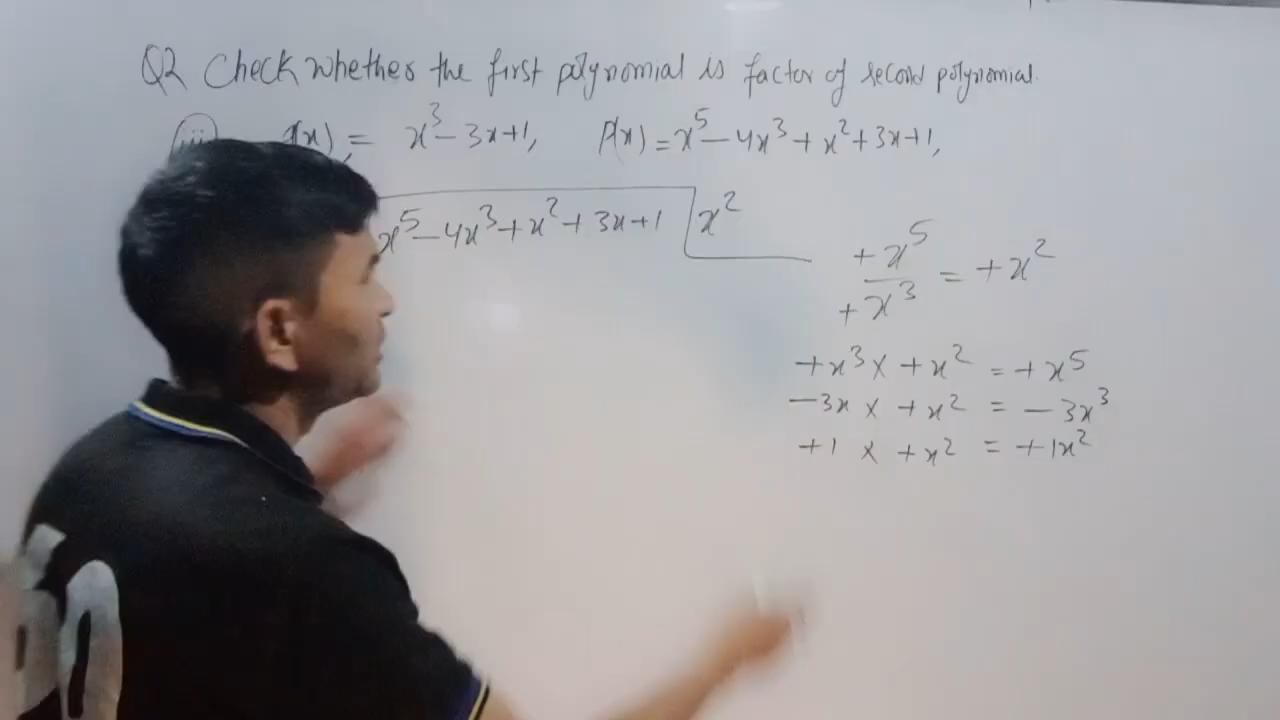 Q2 Check whether the first polynomial is factor of second polynomial.
(iii) g(x) = x³ - 3x + 1, P(x) = x⁵ - 4x³ + x² + 3x + 1,
x⁵ - 4x³ + x² + 3x + 1 x²
+x⁵
/ +x³ = +x²
+x³ × +x² = +x⁵
-3x × +x² = -3x³
+1 × +x² = +1x²